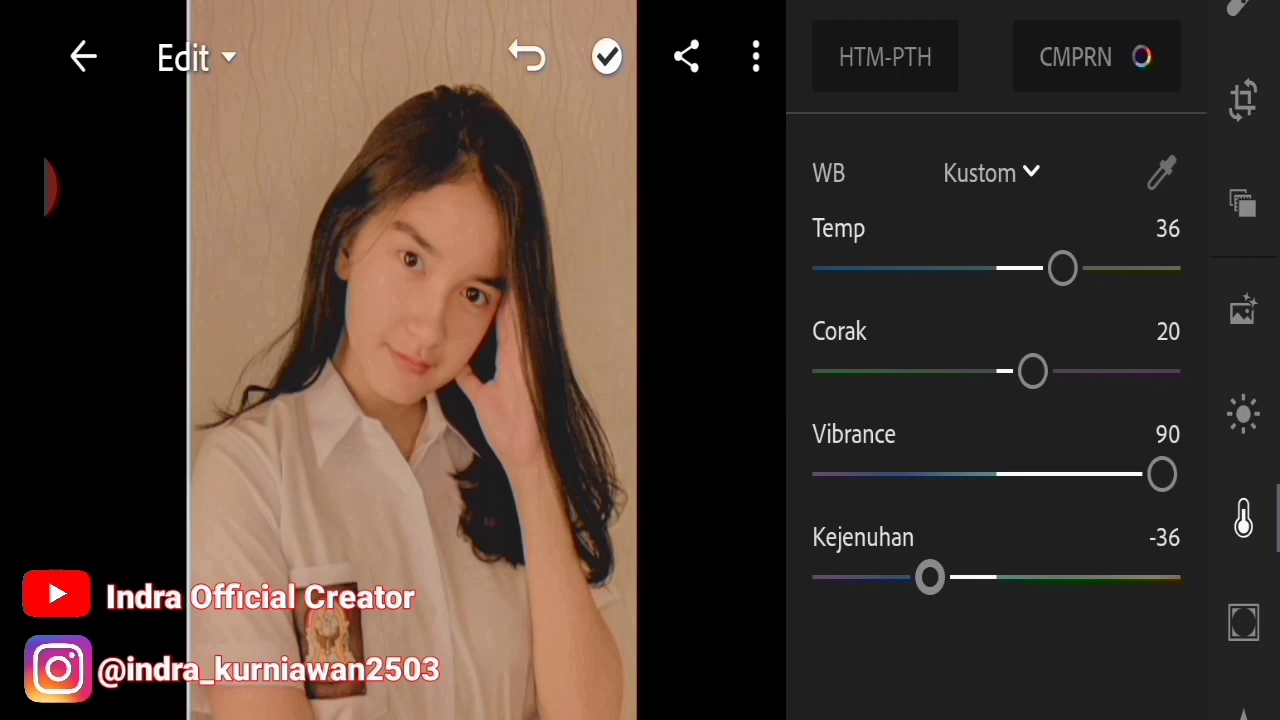 Edit
HTM-PTH
CMPRN
WB
Kustom
Temp
36
Corak
20
Vibrance
90
Kejenuhan
-36
Indra Official Creator
@indra_kurniawan2503